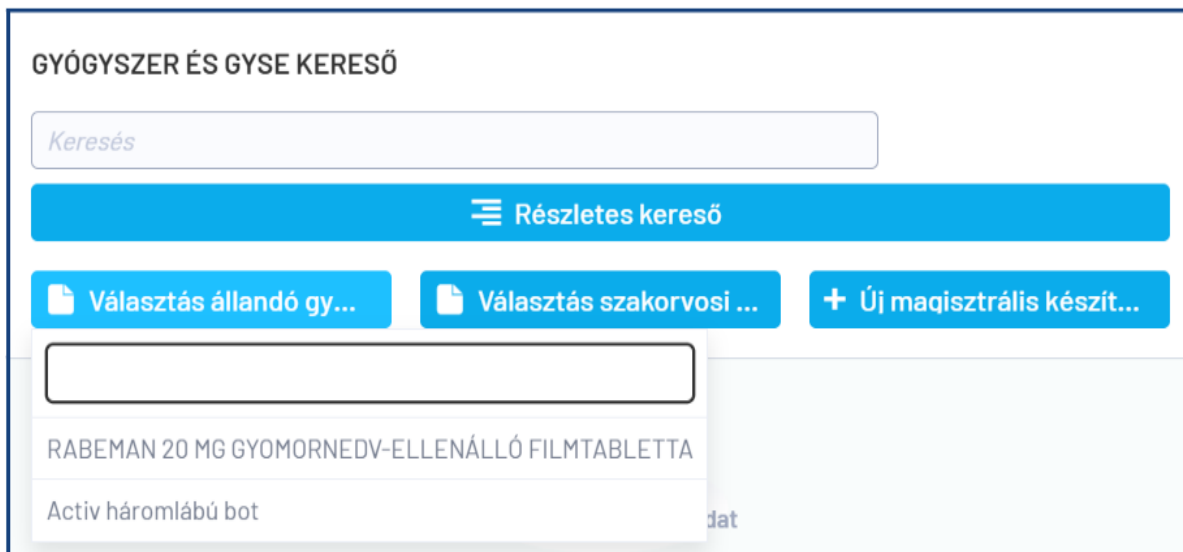 GYÓGYSZER ÉS GYSE KERESŐ
Keresés
Részletes kereső
Választás állandó gy...
Választás szakorvosi ...
+ Új magisztrális készít...
RABEMAN 20 MG GYOMORNEDV-ELLENÁLLÓ FILMTABLETTA
Activ háromlábú bot
dat